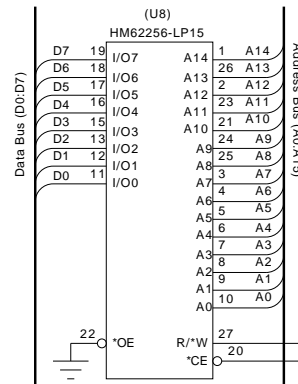 (U8)
HM62256-LP15
D7 19 I/O7 A14 1 A14
D6 18 I/O6 A13 26 A13
D5 17 I/O5 A12 2 A12
D4 16 I/O4 A11 23 A11
D3 15 I/O3 A10 21 A10
D2 13 I/O2 A9 24 A9
D1 12 I/O1 A8 25 A8
D0 11 I/O0 A7 3 A7
A6 4 A6
A5 5 A5
A4 6 A4
A3 7 A3
A2 8 A2
A1 9 A1
A0 10 A0
22 *OE R/*W 27
*CE 20
Data Bus (D0:D7)
Address Bus (A0:A15)